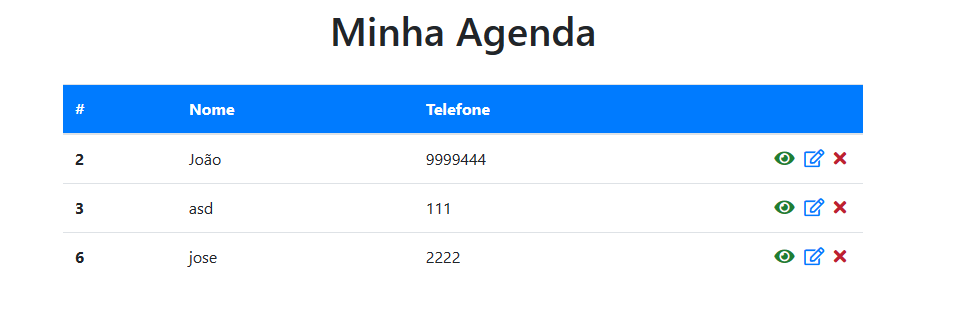 Minha Agenda
# Nome Telefone
2 João 9999444
3 asd 111
6 jose 2222